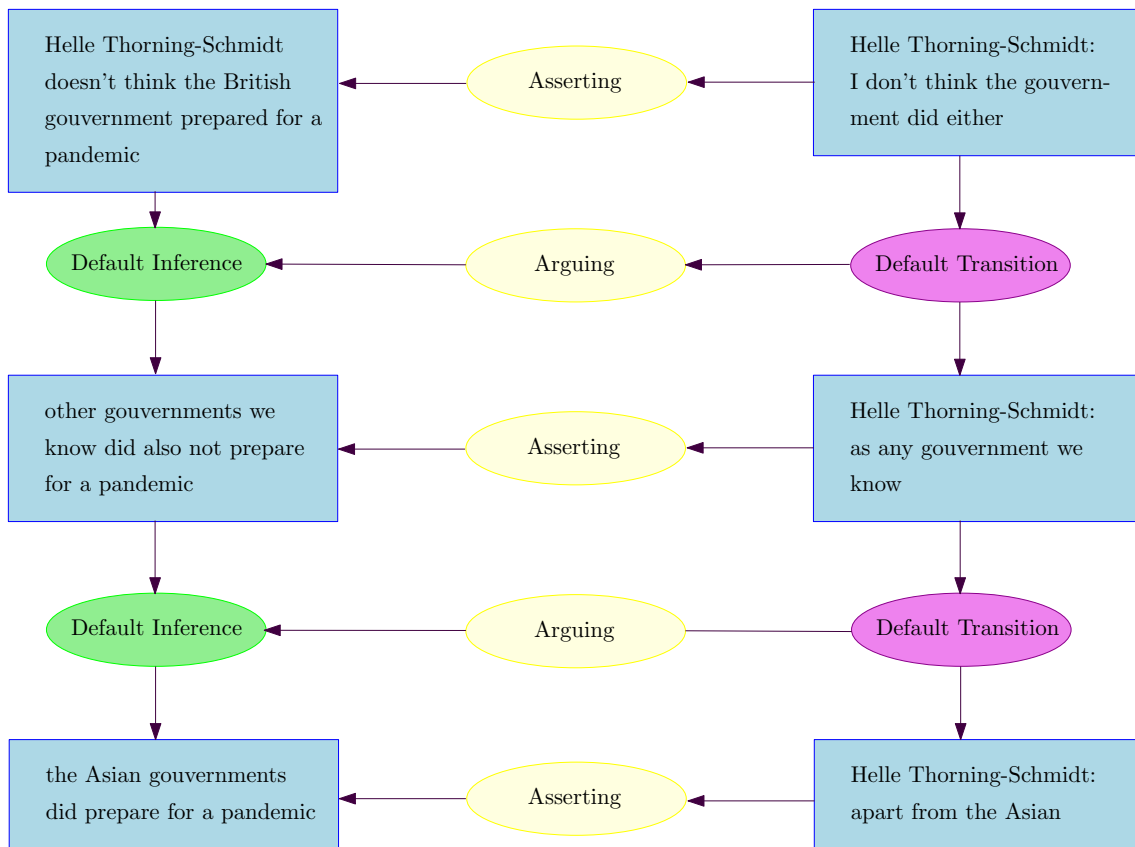 Helle Thorning-Schmidt
doesn't think the British
gouvernment prepared for a
pandemic
Asserting
Helle Thorning-Schmidt:
I don't think the gouvern-
ment did either
Default Inference
Arguing
Default Transition
other gouvernments we
know did also not prepare
for a pandemic
Asserting
Helle Thorning-Schmidt:
as any gouvernment we
know
Default Inference
Arguing
Default Transition
the Asian gouvernments
did prepare for a pandemic
Asserting
Helle Thorning-Schmidt:
apart from the Asian